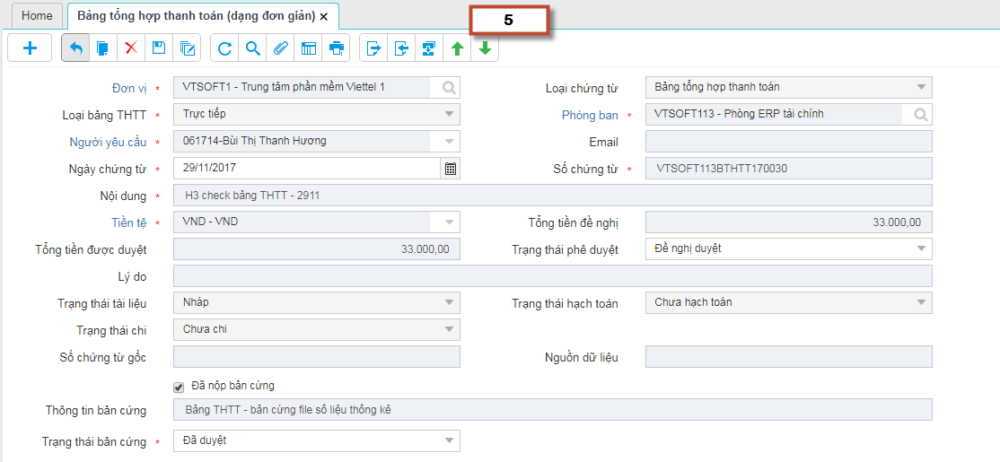 Home
Bảng tổng hợp thanh toán (dạng đơn giản)
5
Đơn vị * VTSOFT1 - Trung tâm phần mềm Viettel 1 Loại chứng từ Bảng tổng hợp thanh toán
Loại bảng THTT * Trực tiếp Phòng ban * VTSOFT113 - Phòng ERP tài chính
Người yêu cầu * 061714-Bùi Thị Thanh Hương Email
Ngày chứng từ * 29/11/2017 Số chứng từ * VTSOFT113BTHTT170030
Nội dung * H3 check bảng THTT - 2911
Tiền tệ * VND - VND Tổng tiền đề nghị 33.000,00
Tổng tiền được duyệt 33.000,00 Trạng thái phê duyệt Đề nghị duyệt
Lý do
Trạng thái tài liệu Nháp Trạng thái hạch toán Chưa hạch toán
Trạng thái chi Chưa chi
Số chứng từ gốc Nguồn dữ liệu
Đã nộp bản cứng
Thông tin bản cứng Bảng THTT - bản cứng file số liệu thống kê
Trạng thái bản cứng * Đã duyệt